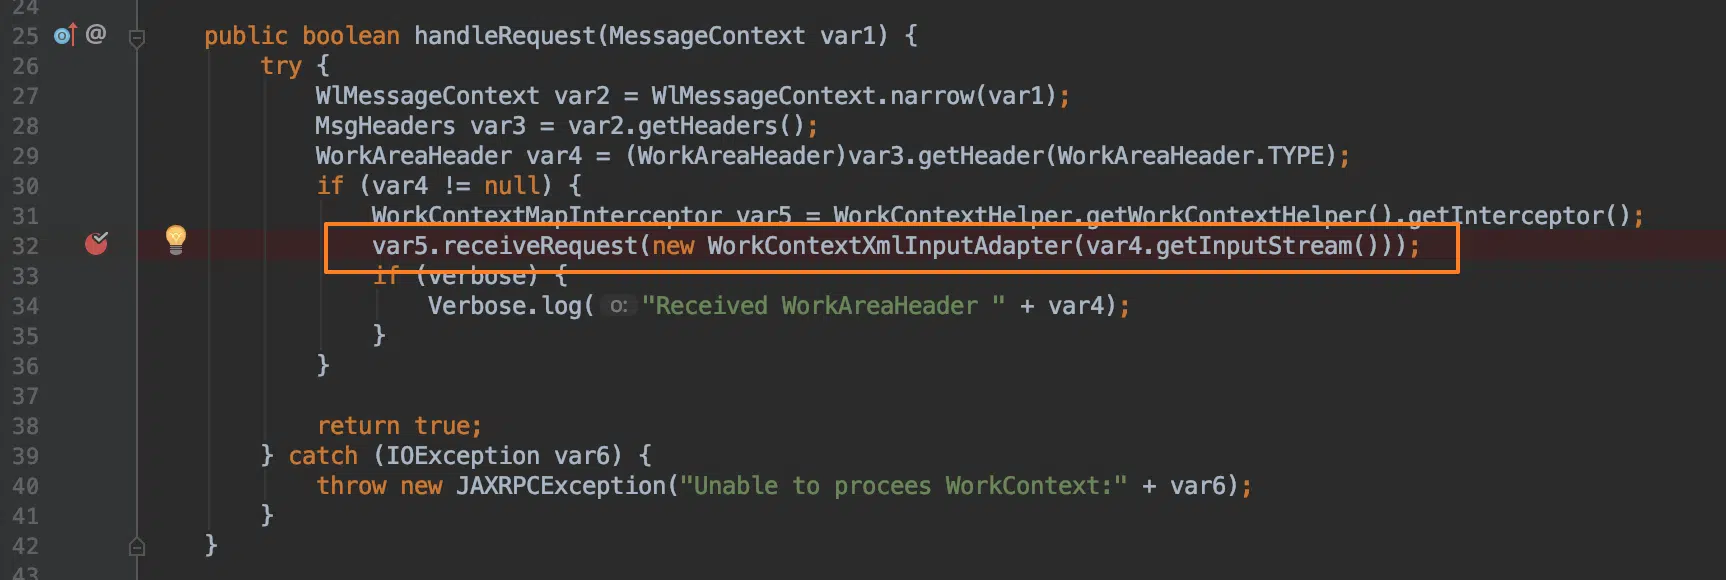 24
25 @ public boolean handleRequest(MessageContext var1) {
26 try {
27 WlMessageContext var2 = WlMessageContext.narrow(var1);
28 MsgHeaders var3 = var2.getHeaders();
29 WorkAreaHeader var4 = (WorkAreaHeader)var3.getHeader(WorkAreaHeader.TYPE);
30 if (var4 != null) {
31 WorkContextMapInterceptor var5 = WorkContextHelper.getWorkContextHelper().getInterceptor();
32 var5.receiveRequest(new WorkContextXmlInputAdapter(var4.getInputStream()));
33 if (verbose) {
34 Verbose.log( o: "Received WorkAreaHeader " + var4);
35 }
36 }
37
38 return true;
39 } catch (IOException var6) {
40 throw new JAXRPCException("Unable to procees WorkContext:" + var6);
41 }
42 }
43